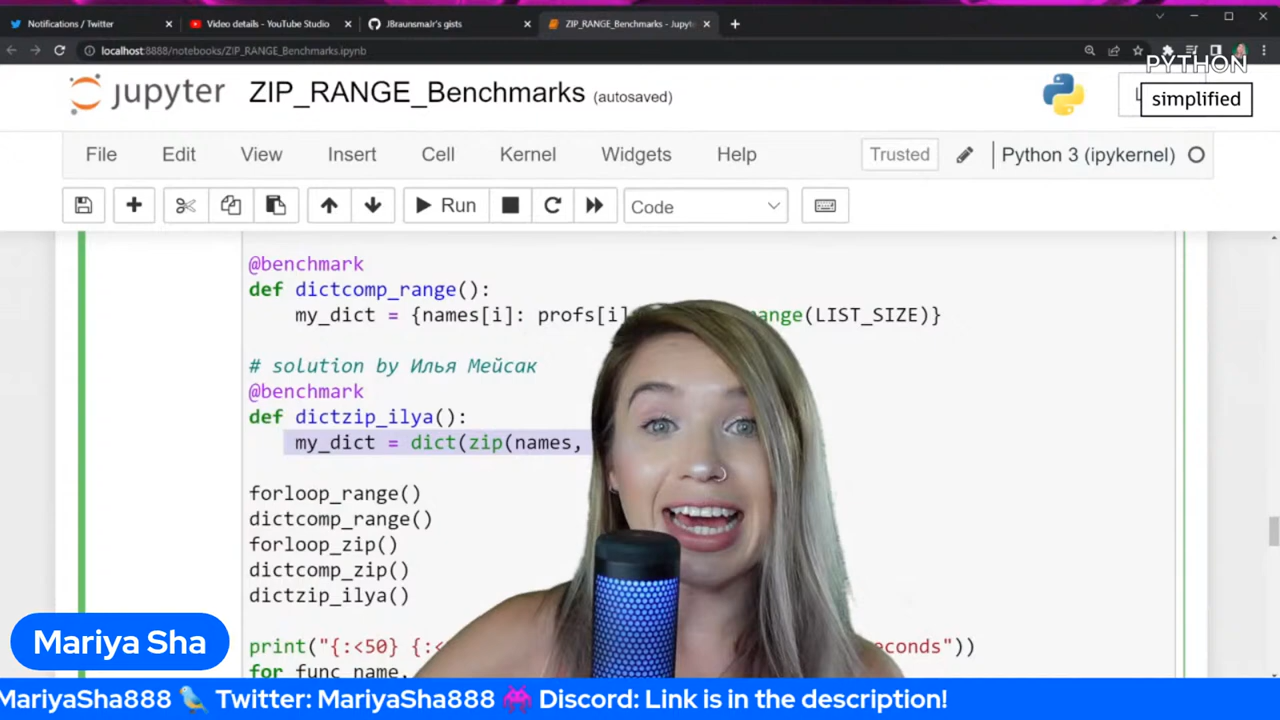 Notifications / Twitter
Video details - YouTube Studio
JBraunsmaJr's gists
ZIP_RANGE_Benchmarks - Jupyte
localhost:8888/notebooks/ZIP_RANGE_Benchmarks.ipynb
PYTHON
simplified
jupyter ZIP_RANGE_Benchmarks (autosaved)
File Edit View Insert Cell Kernel Widgets Help Trusted Python 3 (ipykernel)
Run Code
@benchmark
def dictcomp_range():
my_dict = {names[i]: profs[i] ange(LIST_SIZE)}
# solution by Илья Мейсак
@benchmark
def dictzip_ilya():
my_dict = dict(zip(names,
forloop_range()
dictcomp_range()
forloop_zip()
dictcomp_zip()
dictzip_ilya()
print("{:<50} {:< econds"))
for func_name,
Mariya Sha
MariyaSha888 🐦 Twitter: MariyaSha888 👾 Discord: Link is in the description!